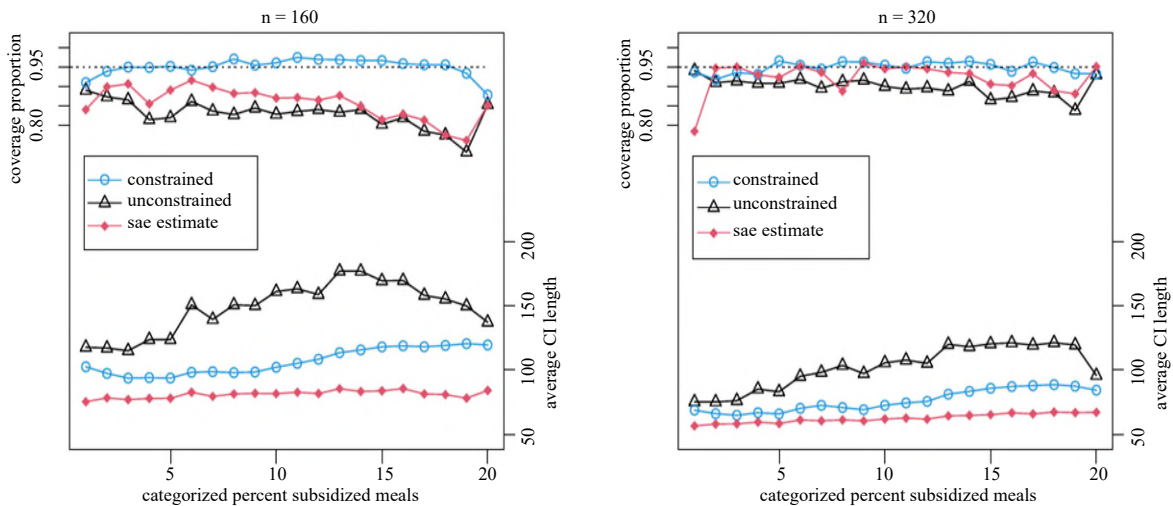 n = 160
coverage proportion
0.95
0.80
constrained
unconstrained
sae estimate
200
150
100
50
average CI length
5
10
15
20
categorized percent subsidized meals
n = 320
coverage proportion
0.95
0.80
constrained
unconstrained
sae estimate
200
150
100
50
average CI length
5
10
15
20
categorized percent subsidized meals